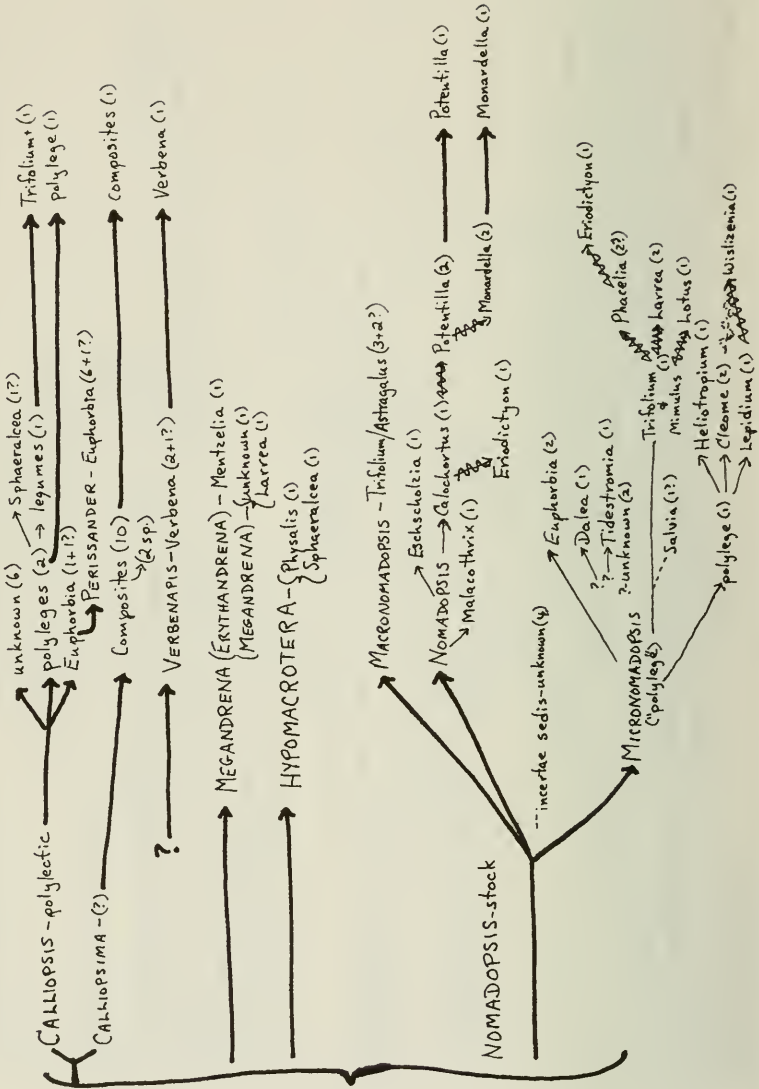 unknown (6)
Sphaeralcea (1?)
CALLIOPSIS-polylectic
polyleges (2)
legumes (1)
Trifolium+ (1)
polylege (1)
Euphorbia (1+1?)
PERISSANDER-Euphorbia (6+1?)
CALLIOPSIMA-(?)
Composites (10)
Composites (1)
(2 sp.)
?
VERBENAPIS-Verbena (2+1?)
Verbena (1)
MEGANDRENA {(ERYTHANDRENA)-Mentzelia (1)
(MEGANDRENA)-{unknown (1)
Larrea (1)
HYPOMACROTERA-{Physalis (1)
Sphaeralcea (1)
MACRONOMADOPSIS-Trifolium/Astragalus (3+2?)
Eschscholzia (1)
NOMADOPSIS
Calochortus (1)
Potentilla (2)
Potentilla (1)
Malacothrix (1)
Monardella (2)
Monardella (1)
Eriodictyon (1)
NOMADOPSIS-stock
---incertae sedis-unknown (4)
Euphorbia (2)
Dalea (1)
?
Tidestromia (1)
?-unknown (2)
MICRONOMADOPSIS
("polylege")
Eriodictyon (1)
Phacelia (2?)
Trifolium (1)
Larrea (2)
&
Mimulus
Lotus (1)
Salvia (1?)
polylege (1)
Heliotropium (1)
Cleome (2)
Wislizenia (1)
Lepidium (1)